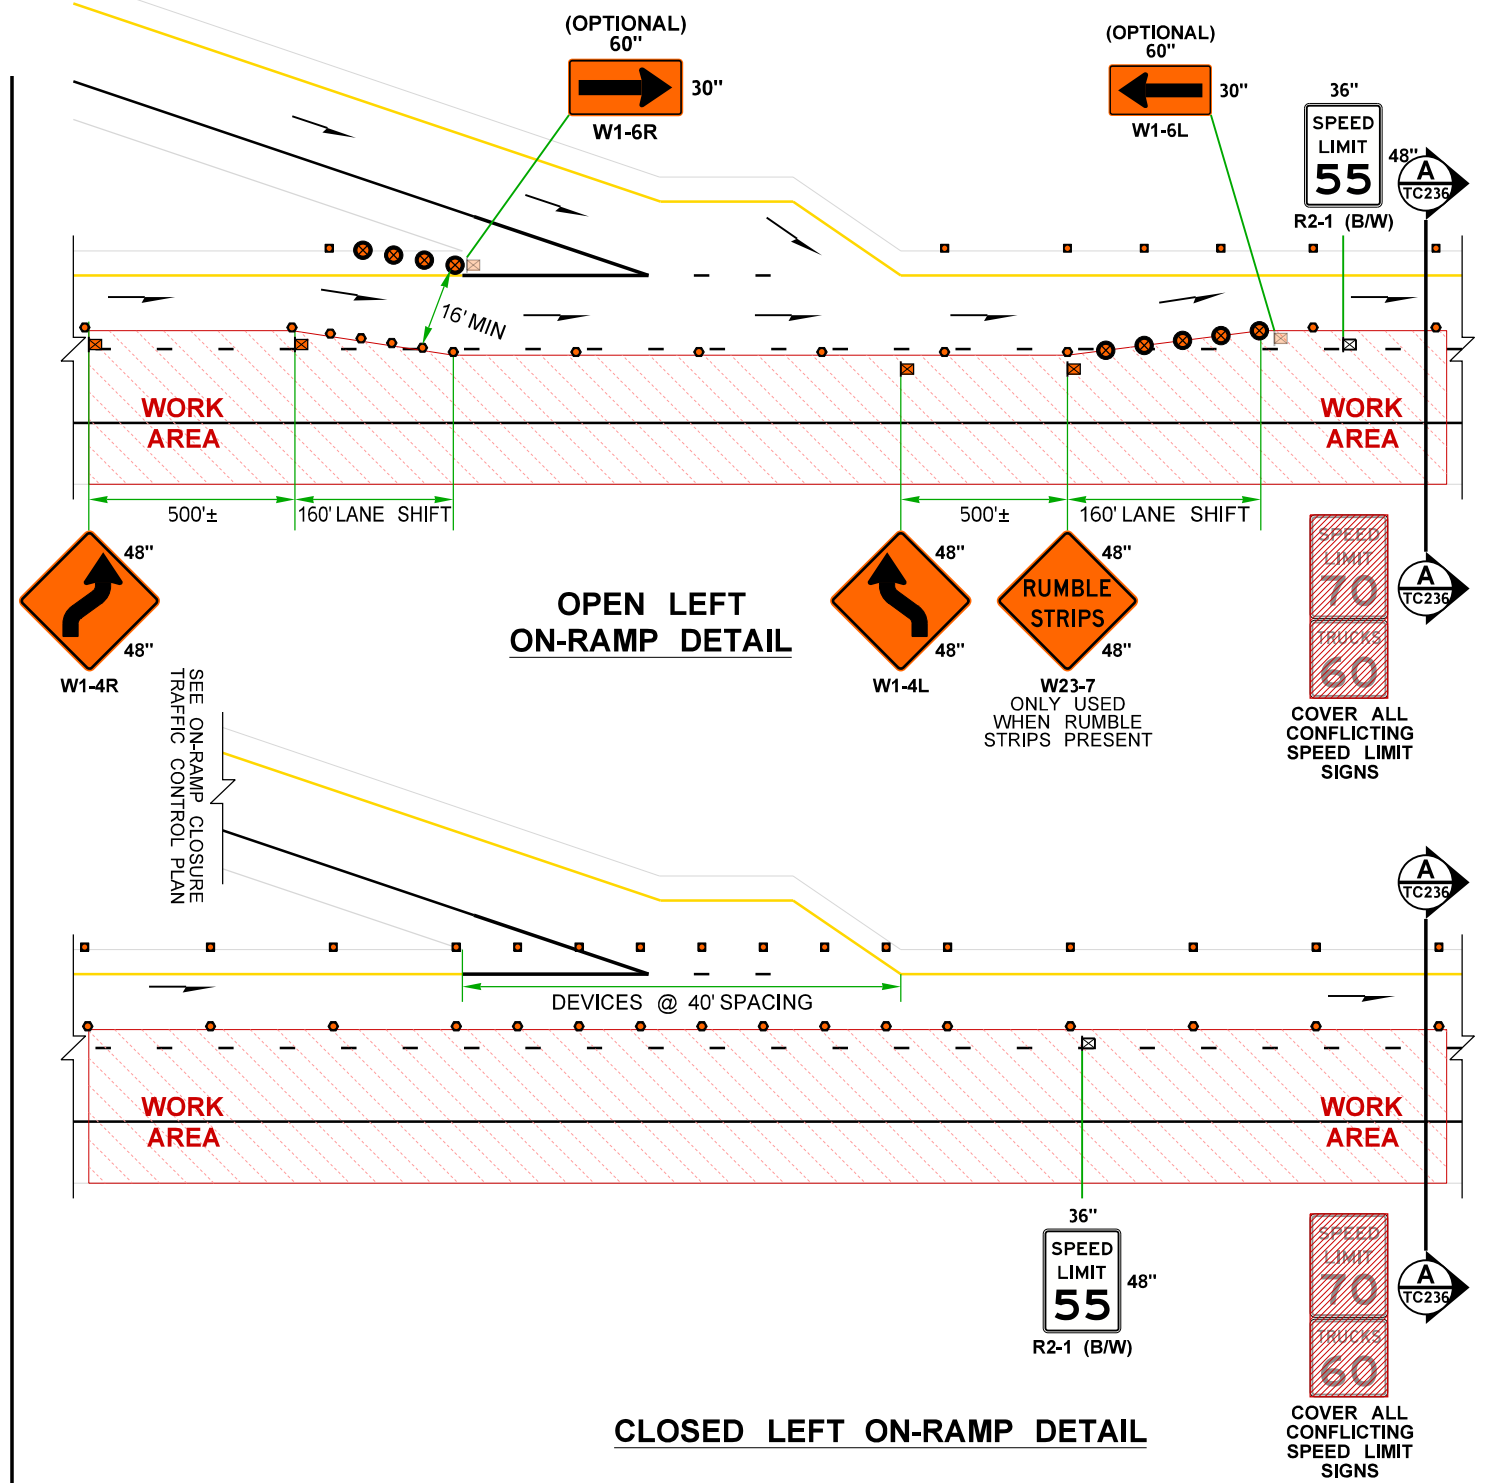 (OPTIONAL)
60"
30"
W1-6R
(OPTIONAL)
60"
30"
W1-6L
36"
SPEED
LIMIT
55
48"
R2-1 (B/W)
A
TC236
16' MIN
WORK
AREA
WORK
AREA
500'±
160' LANE SHIFT
500'±
160' LANE SHIFT
48"
48"
W1-4R
OPEN LEFT
ON-RAMP DETAIL
48"
48"
W1-4L
48"
RUMBLE
STRIPS
48"
W23-7
ONLY USED
WHEN RUMBLE
STRIPS PRESENT
SPEED
LIMIT
70
TRUCKS
60
COVER ALL
CONFLICTING
SPEED LIMIT
SIGNS
A
TC236
SEE ON-RAMP CLOSURE
TRAFFIC CONTROL PLAN
A
TC236
DEVICES @ 40' SPACING
WORK
AREA
WORK
AREA
36"
SPEED
LIMIT
55
48"
R2-1 (B/W)
SPEED
LIMIT
70
TRUCKS
60
COVER ALL
CONFLICTING
SPEED LIMIT
SIGNS
A
TC236
CLOSED LEFT ON-RAMP DETAIL